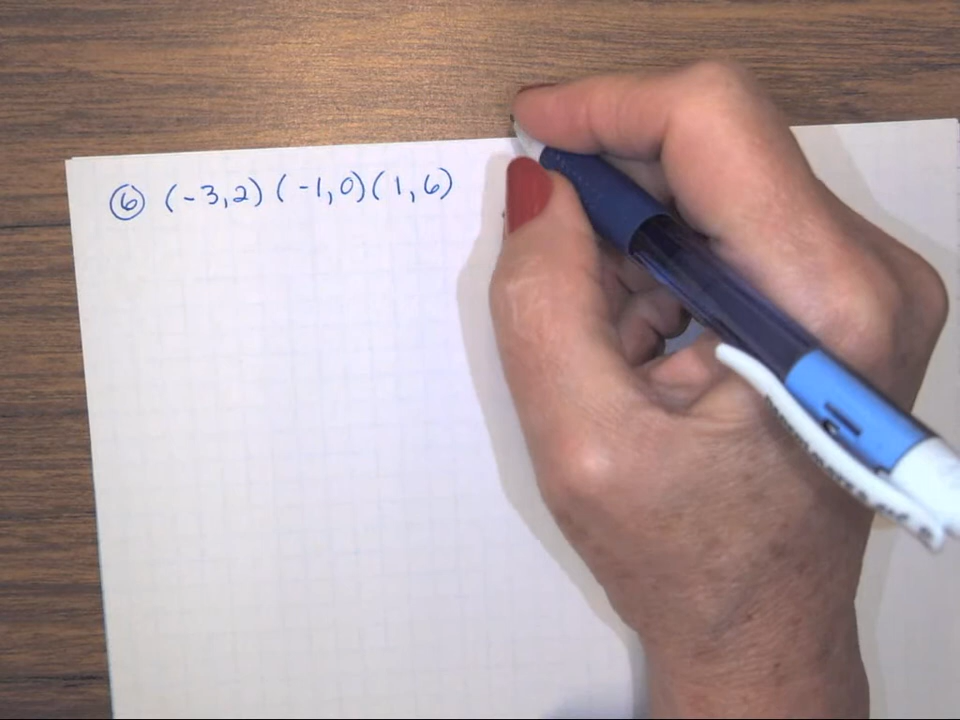 ⑥ (-3,2) (-1,0) (1,6)